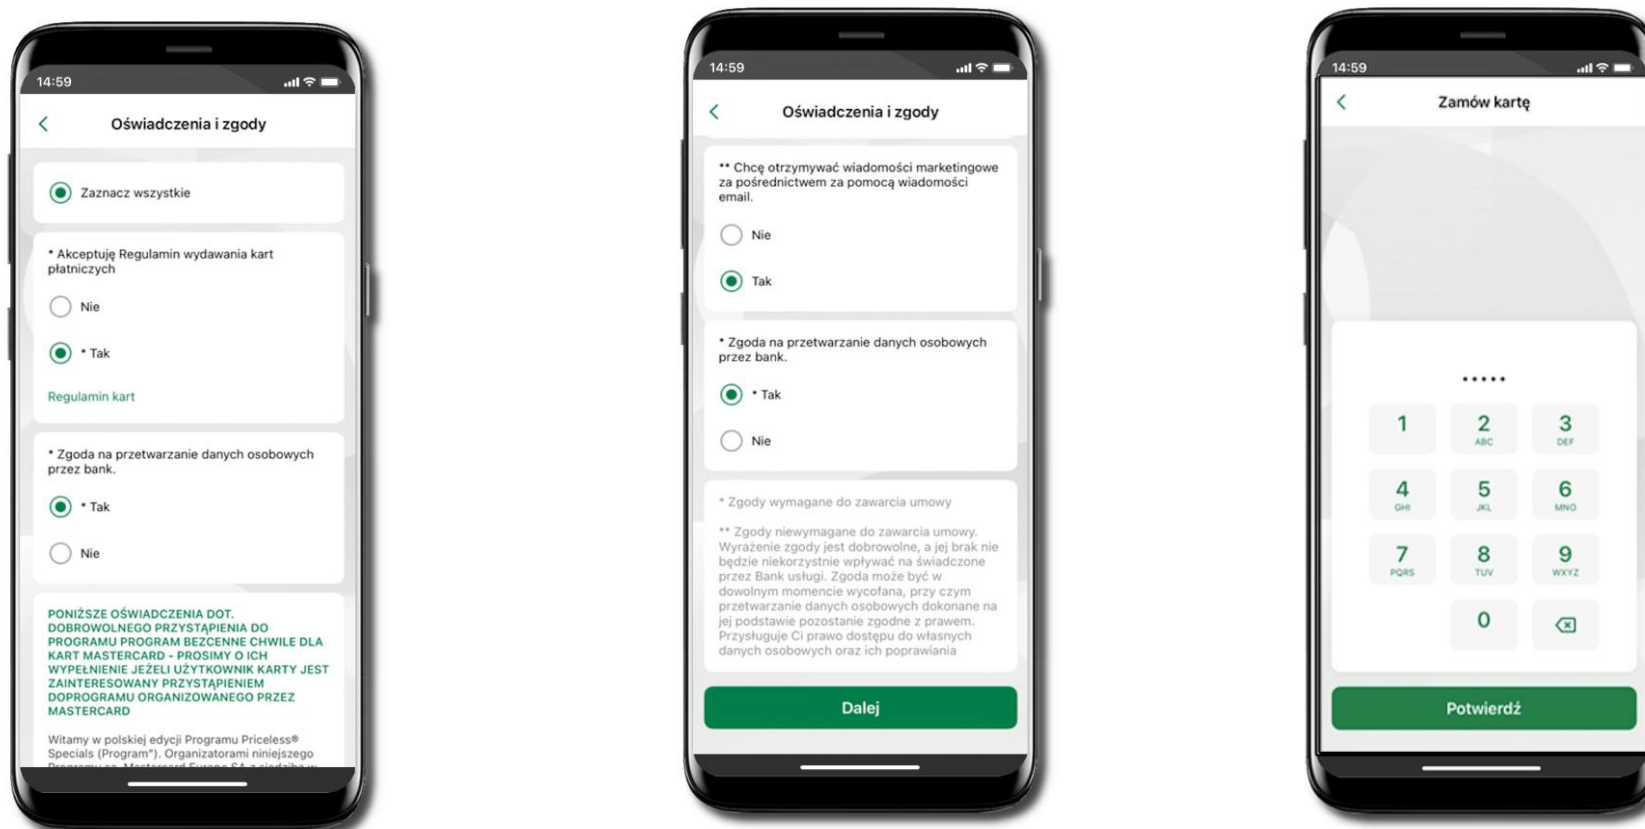 14:59
Oświadczenia i zgody
Zaznacz wszystkie
* Akceptuję Regulamin wydawania kart
płatniczych
Nie
* Tak
Regulamin kart
* Zgoda na przetwarzanie danych osobowych
przez bank.
* Tak
Nie
PONIŻSZE OŚWIADCZENIA DOT.
DOBROWOLNEGO PRZYSTĄPIENIA DO
PROGRAMU PROGRAM BEZCENNE CHWILE DLA
KART MASTERCARD - PROSIMY O ICH
WYPEŁNIENIE JEŻELI UŻYTKOWNIK KARTY JEST
ZAINTERESOWANY PRZYSTĄPIENIEM
DOPROGRAMU ORGANIZOWANEGO PRZEZ
MASTERCARD
Witamy w polskiej edycji Programu Priceless®
Specials (Program"). Organizatorami niniejszego
14:59
Oświadczenia i zgody
** Chcę otrzymywać wiadomości marketingowe
za pośrednictwem za pomocą wiadomości
email.
Nie
Tak
* Zgoda na przetwarzanie danych osobowych
przez bank.
* Tak
Nie
* Zgody wymagane do zawarcia umowy
** Zgody niewymagane do zawarcia umowy.
Wyrażenie zgody jest dobrowolne, a jej brak nie
będzie niekorzystnie wpływać na świadczone
przez Bank usługi. Zgoda może być w
dowolnym momencie wycofana, przy czym
przetwarzanie danych osobowych dokonane na
jej podstawie pozostanie zgodne z prawem.
Przysługuje Ci prawo dostępu do własnych
danych osobowych oraz ich poprawiania
Dalej
14:59
Zamów kartę
1 2 3
ABC DEF
4 5 6
GHI JKL MNO
7 8 9
PQRS TUV WXYZ
0
Potwierdź